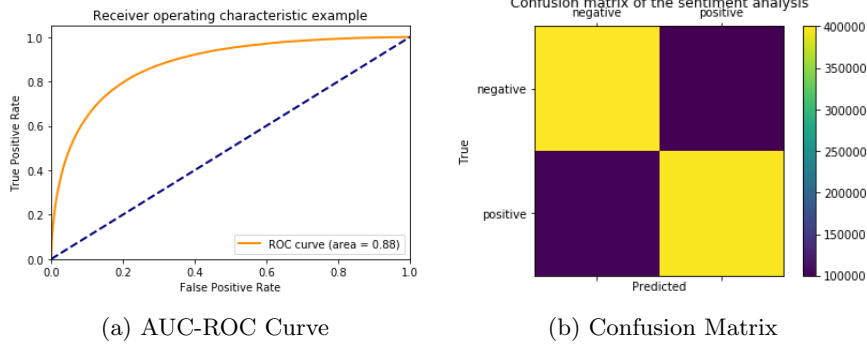 Receiver operating characteristic example
1.0
0.8
0.6
0.4
0.2
0.0
True Positive Rate
0.0 0.2 0.4 0.6 0.8 1.0
False Positive Rate
ROC curve (area = 0.88)
(a) AUC-ROC Curve
Confusion matrix of the sentiment analysis
negative positive
negative
positive
True
Predicted
400000
350000
300000
250000
200000
150000
100000
(b) Confusion Matrix